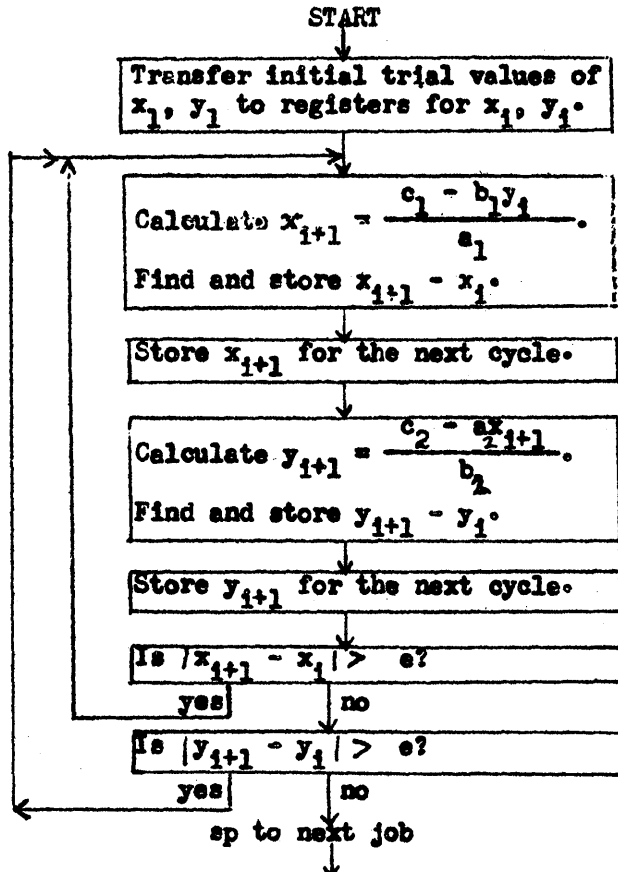 START
Transfer initial trial values of
x₁, y₁ to registers for xᵢ, yᵢ.
Calculate xᵢ₊₁ = (c₁ - b₁yᵢ)/a₁.
Find and store xᵢ₊₁ - xᵢ.
Store xᵢ₊₁ for the next cycle.
Calculate yᵢ₊₁ = (c₂ - a₂xᵢ₊₁)/b₂.
Find and store yᵢ₊₁ - yᵢ.
Store yᵢ₊₁ for the next cycle.
Is |xᵢ₊₁ - xᵢ| > e?
yes no
Is |yᵢ₊₁ - yᵢ| > e?
yes no
sp to next job